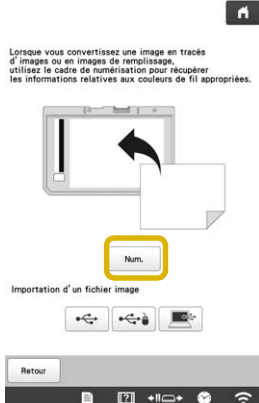 Lorsque vous convertissez une image en tracés
d'images ou en images de remplissage,
utilisez le cadre de numérisation pour récupérer
les informations relatives aux couleurs de fil appropriées.
Num.
Importation d'un fichier image
Retour